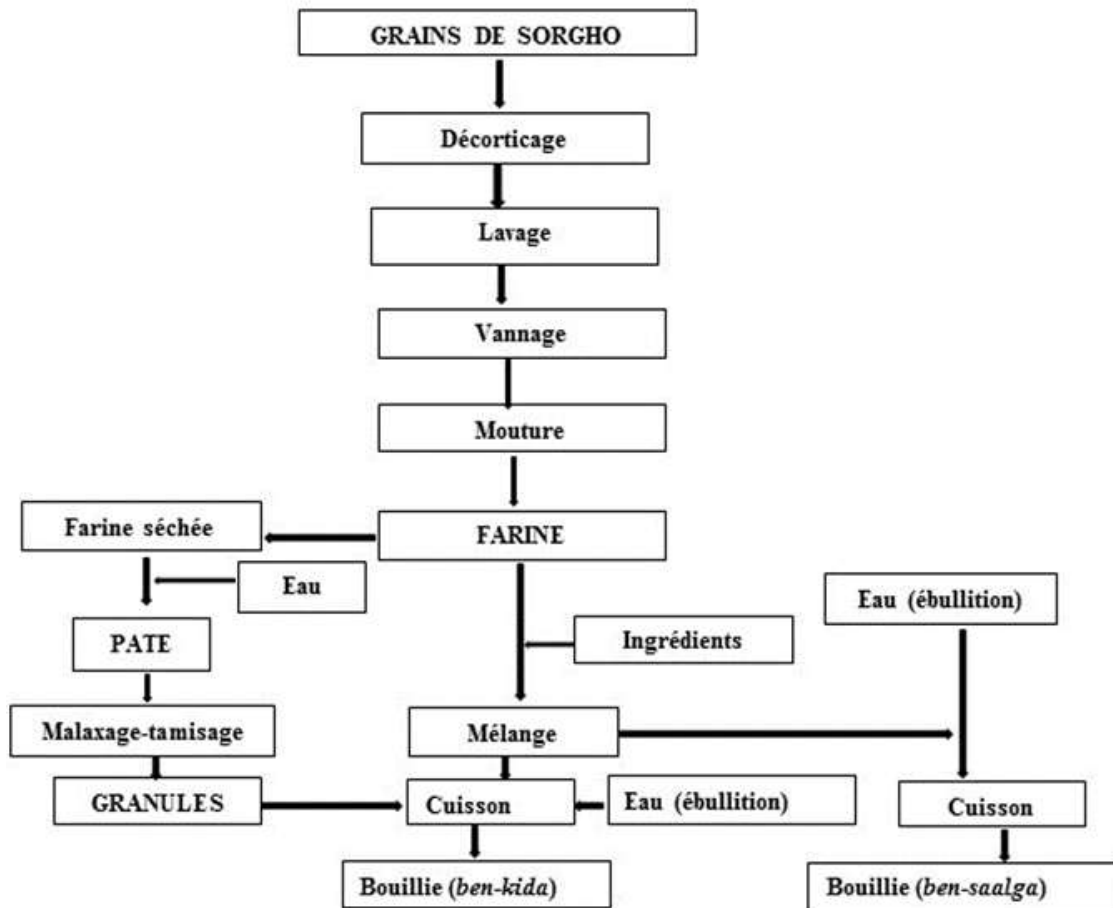 GRAINS DE SORGHO
Décorticage
Lavage
Vannage
Mouture
Farine séchée
FARINE
Eau
Eau (ébullition)
PATE
Ingrédients
Malaxage-tamisage
Mélange
GRANULES
Cuisson
Eau (ébullition)
Cuisson
Bouillie (ben-kida)
Bouillie (ben-saalga)